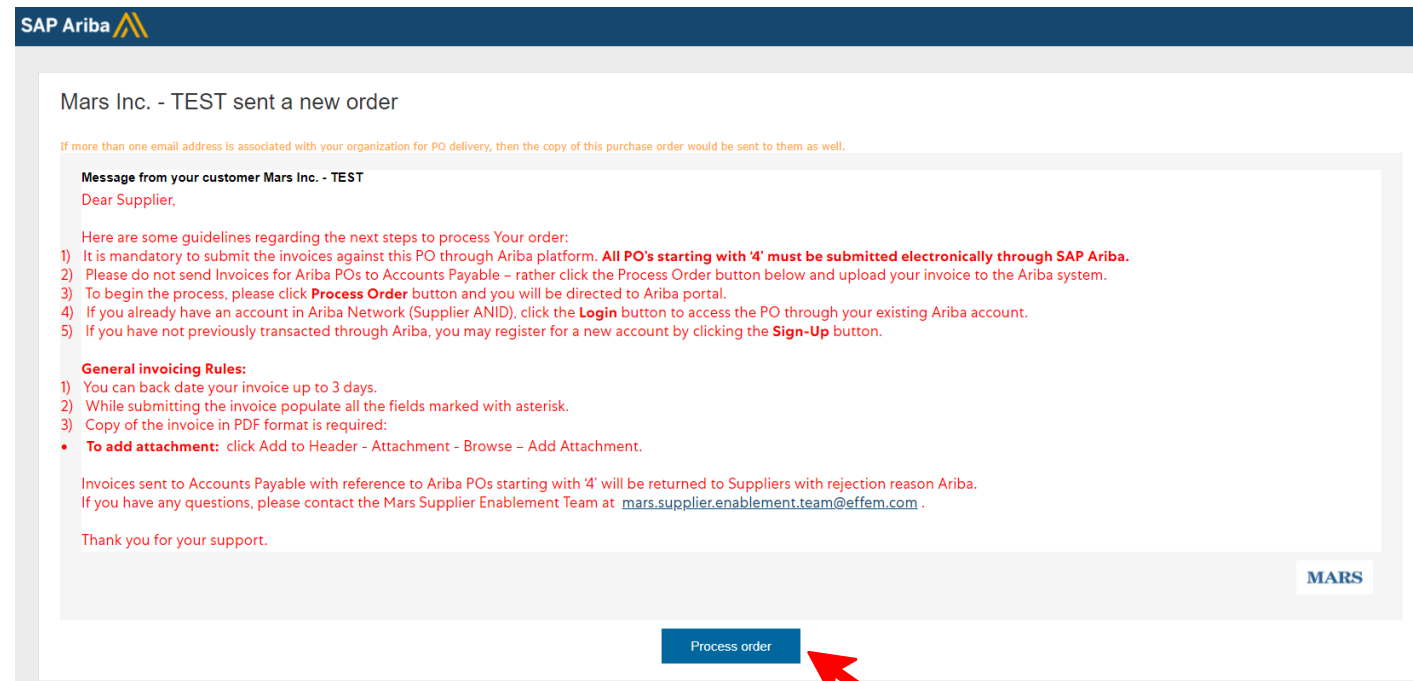 SAP Ariba
Mars Inc. - TEST sent a new order
If more than one email address is associated with your organization for PO delivery, then the copy of this purchase order would be sent to them as well.
Message from your customer Mars Inc. - TEST
Dear Supplier,
Here are some guidelines regarding the next steps to process Your order:
1) It is mandatory to submit the invoices against this PO through Ariba platform. All PO's starting with '4' must be submitted electronically through SAP Ariba.
2) Please do not send Invoices for Ariba POs to Accounts Payable – rather click the Process Order button below and upload your invoice to the Ariba system.
3) To begin the process, please click Process Order button and you will be directed to Ariba portal.
4) If you already have an account in Ariba Network (Supplier ANID), click the Login button to access the PO through your existing Ariba account.
5) If you have not previously transacted through Ariba, you may register for a new account by clicking the Sign-Up button.
General invoicing Rules:
1) You can back date your invoice up to 3 days.
2) While submitting the invoice populate all the fields marked with asterisk.
3) Copy of the invoice in PDF format is required:
• To add attachment: click Add to Header - Attachment - Browse – Add Attachment.
Invoices sent to Accounts Payable with reference to Ariba POs starting with '4' will be returned to Suppliers with rejection reason Ariba.
If you have any questions, please contact the Mars Supplier Enablement Team at mars.supplier.enablement.team@effem.com .
Thank you for your support.
MARS
Process order